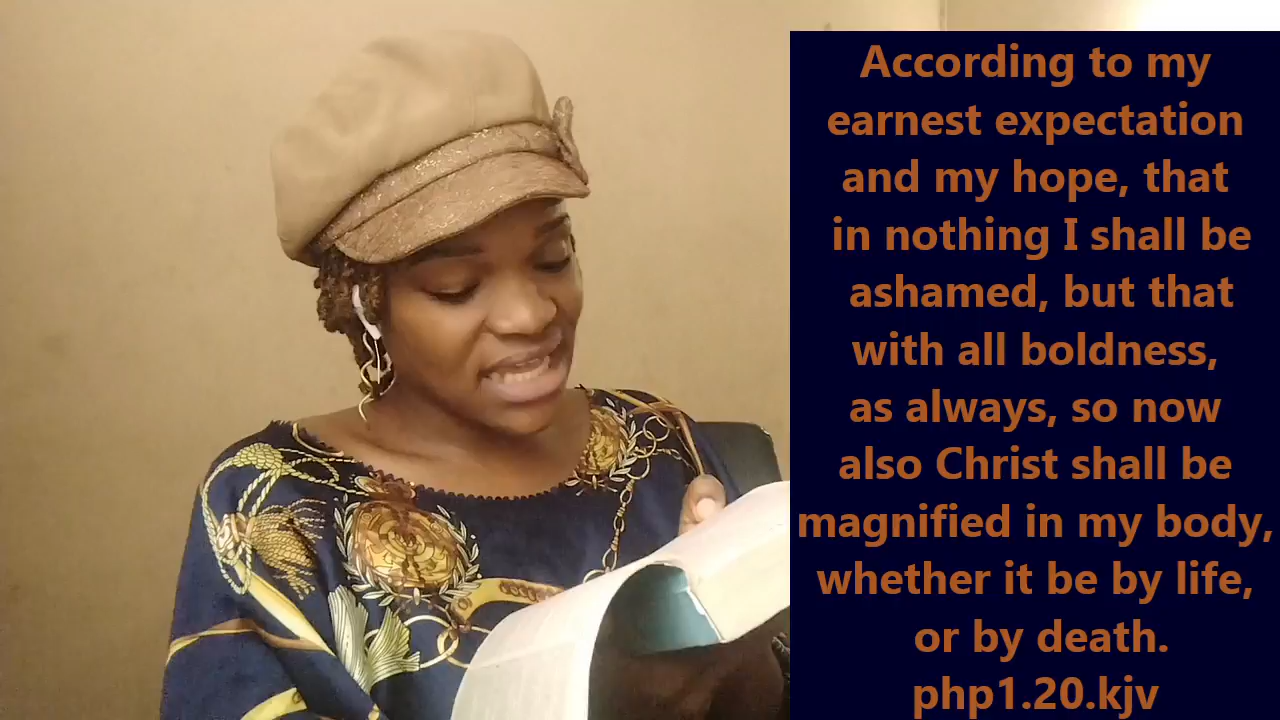 According to my
earnest expectation
and my hope, that
in nothing I shall be
ashamed, but that
with all boldness,
as always, so now
also Christ shall be
magnified in my body,
whether it be by life,
or by death.
php1.20.kjv